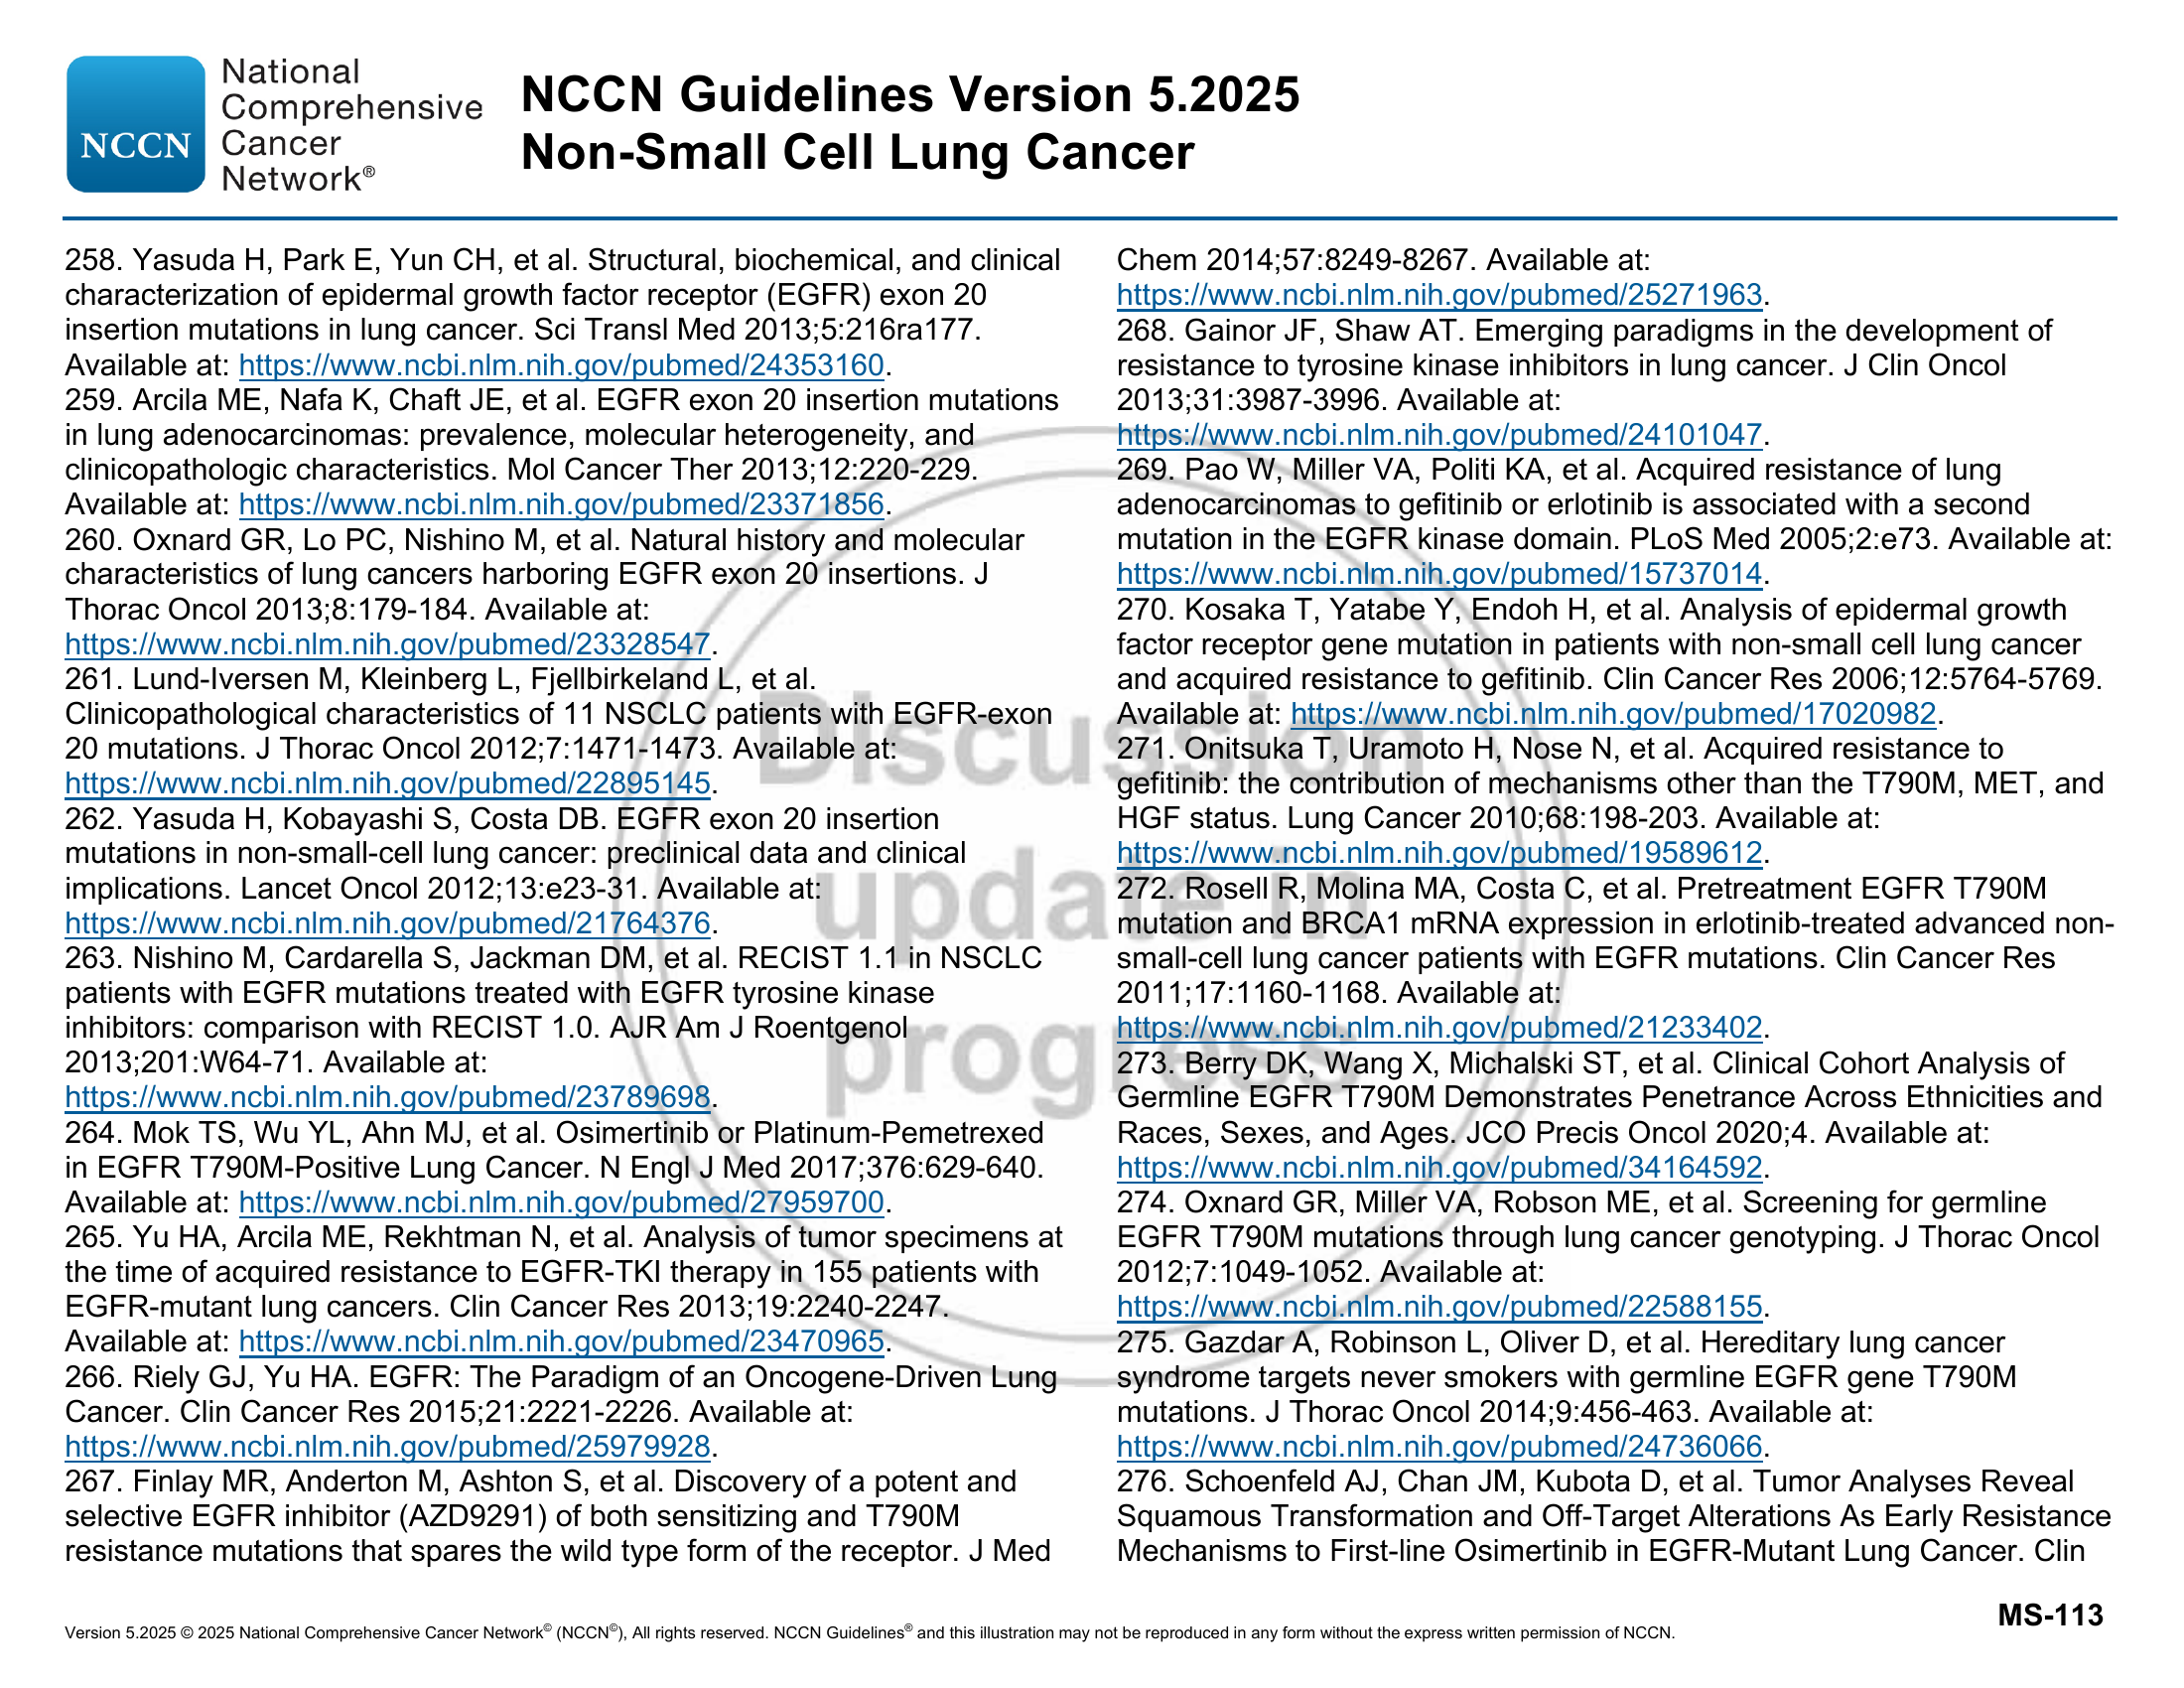 NCCN
National
Comprehensive
Cancer
Network®
NCCN Guidelines Version 5.2025
Non-Small Cell Lung Cancer
258. Yasuda H, Park E, Yun CH, et al. Structural, biochemical, and clinical
characterization of epidermal growth factor receptor (EGFR) exon 20
insertion mutations in lung cancer. Sci Transl Med 2013;5:216ra177.
Available at: https://www.ncbi.nlm.nih.gov/pubmed/24353160.
259. Arcila ME, Nafa K, Chaft JE, et al. EGFR exon 20 insertion mutations
in lung adenocarcinomas: prevalence, molecular heterogeneity, and
clinicopathologic characteristics. Mol Cancer Ther 2013;12:220-229.
Available at: https://www.ncbi.nlm.nih.gov/pubmed/23371856.
260. Oxnard GR, Lo PC, Nishino M, et al. Natural history and molecular
characteristics of lung cancers harboring EGFR exon 20 insertions. J
Thorac Oncol 2013;8:179-184. Available at:
https://www.ncbi.nlm.nih.gov/pubmed/23328547.
261. Lund-Iversen M, Kleinberg L, Fjellbirkeland L, et al.
Clinicopathological characteristics of 11 NSCLC patients with EGFR-exon
20 mutations. J Thorac Oncol 2012;7:1471-1473. Available at:
https://www.ncbi.nlm.nih.gov/pubmed/22895145.
262. Yasuda H, Kobayashi S, Costa DB. EGFR exon 20 insertion
mutations in non-small-cell lung cancer: preclinical data and clinical
implications. Lancet Oncol 2012;13:e23-31. Available at:
https://www.ncbi.nlm.nih.gov/pubmed/21764376.
263. Nishino M, Cardarella S, Jackman DM, et al. RECIST 1.1 in NSCLC
patients with EGFR mutations treated with EGFR tyrosine kinase
inhibitors: comparison with RECIST 1.0. AJR Am J Roentgenol
2013;201:W64-71. Available at:
https://www.ncbi.nlm.nih.gov/pubmed/23789698.
264. Mok TS, Wu YL, Ahn MJ, et al. Osimertinib or Platinum-Pemetrexed
in EGFR T790M-Positive Lung Cancer. N Engl J Med 2017;376:629-640.
Available at: https://www.ncbi.nlm.nih.gov/pubmed/27959700.
265. Yu HA, Arcila ME, Rekhtman N, et al. Analysis of tumor specimens at
the time of acquired resistance to EGFR-TKI therapy in 155 patients with
EGFR-mutant lung cancers. Clin Cancer Res 2013;19:2240-2247.
Available at: https://www.ncbi.nlm.nih.gov/pubmed/23470965.
266. Riely GJ, Yu HA. EGFR: The Paradigm of an Oncogene-Driven Lung
Cancer. Clin Cancer Res 2015;21:2221-2226. Available at:
https://www.ncbi.nlm.nih.gov/pubmed/25979928.
267. Finlay MR, Anderton M, Ashton S, et al. Discovery of a potent and
selective EGFR inhibitor (AZD9291) of both sensitizing and T790M
resistance mutations that spares the wild type form of the receptor. J Med
Chem 2014;57:8249-8267. Available at:
https://www.ncbi.nlm.nih.gov/pubmed/25271963.
268. Gainor JF, Shaw AT. Emerging paradigms in the development of
resistance to tyrosine kinase inhibitors in lung cancer. J Clin Oncol
2013;31:3987-3996. Available at:
https://www.ncbi.nlm.nih.gov/pubmed/24101047.
269. Pao W, Miller VA, Politi KA, et al. Acquired resistance of lung
adenocarcinomas to gefitinib or erlotinib is associated with a second
mutation in the EGFR kinase domain. PLoS Med 2005;2:e73. Available at:
https://www.ncbi.nlm.nih.gov/pubmed/15737014.
270. Kosaka T, Yatabe Y, Endoh H, et al. Analysis of epidermal growth
factor receptor gene mutation in patients with non-small cell lung cancer
and acquired resistance to gefitinib. Clin Cancer Res 2006;12:5764-5769.
Available at: https://www.ncbi.nlm.nih.gov/pubmed/17020982.
271. Onitsuka T, Uramoto H, Nose N, et al. Acquired resistance to
gefitinib: the contribution of mechanisms other than the T790M, MET, and
HGF status. Lung Cancer 2010;68:198-203. Available at:
https://www.ncbi.nlm.nih.gov/pubmed/19589612.
272. Rosell R, Molina MA, Costa C, et al. Pretreatment EGFR T790M
mutation and BRCA1 mRNA expression in erlotinib-treated advanced non-
small-cell lung cancer patients with EGFR mutations. Clin Cancer Res
2011;17:1160-1168. Available at:
https://www.ncbi.nlm.nih.gov/pubmed/21233402.
273. Berry DK, Wang X, Michalski ST, et al. Clinical Cohort Analysis of
Germline EGFR T790M Demonstrates Penetrance Across Ethnicities and
Races, Sexes, and Ages. JCO Precis Oncol 2020;4. Available at:
https://www.ncbi.nlm.nih.gov/pubmed/34164592.
274. Oxnard GR, Miller VA, Robson ME, et al. Screening for germline
EGFR T790M mutations through lung cancer genotyping. J Thorac Oncol
2012;7:1049-1052. Available at:
https://www.ncbi.nlm.nih.gov/pubmed/22588155.
275. Gazdar A, Robinson L, Oliver D, et al. Hereditary lung cancer
syndrome targets never smokers with germline EGFR gene T790M
mutations. J Thorac Oncol 2014;9:456-463. Available at:
https://www.ncbi.nlm.nih.gov/pubmed/24736066.
276. Schoenfeld AJ, Chan JM, Kubota D, et al. Tumor Analyses Reveal
Squamous Transformation and Off-Target Alterations As Early Resistance
Mechanisms to First-line Osimertinib in EGFR-Mutant Lung Cancer. Clin
Discussion
update in
progress
MS-113
Version 5.2025 © 2025 National Comprehensive Cancer Network© (NCCN©), All rights reserved. NCCN Guidelines® and this illustration may not be reproduced in any form without the express written permission of NCCN.